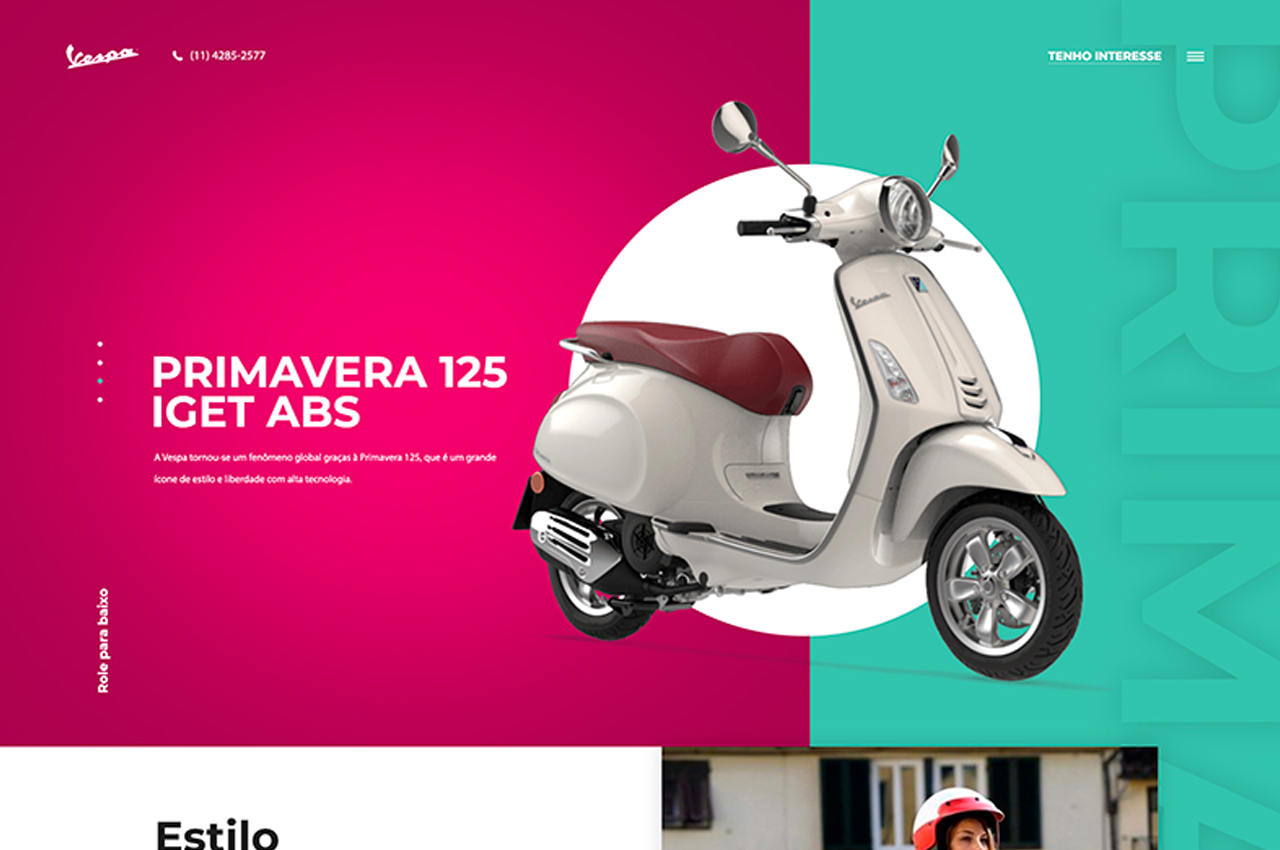 Vespa
(11) 4285-2577
TENHO INTERESSE
Vespa
PRIMAVERA 125
IGET ABS
A Vespa tornou-se um fenômeno global graças à Primavera 125, que é um grande
ícone de estilo e liberdade com alta tecnologia.
Role para baixo
PRIMA
Estilo